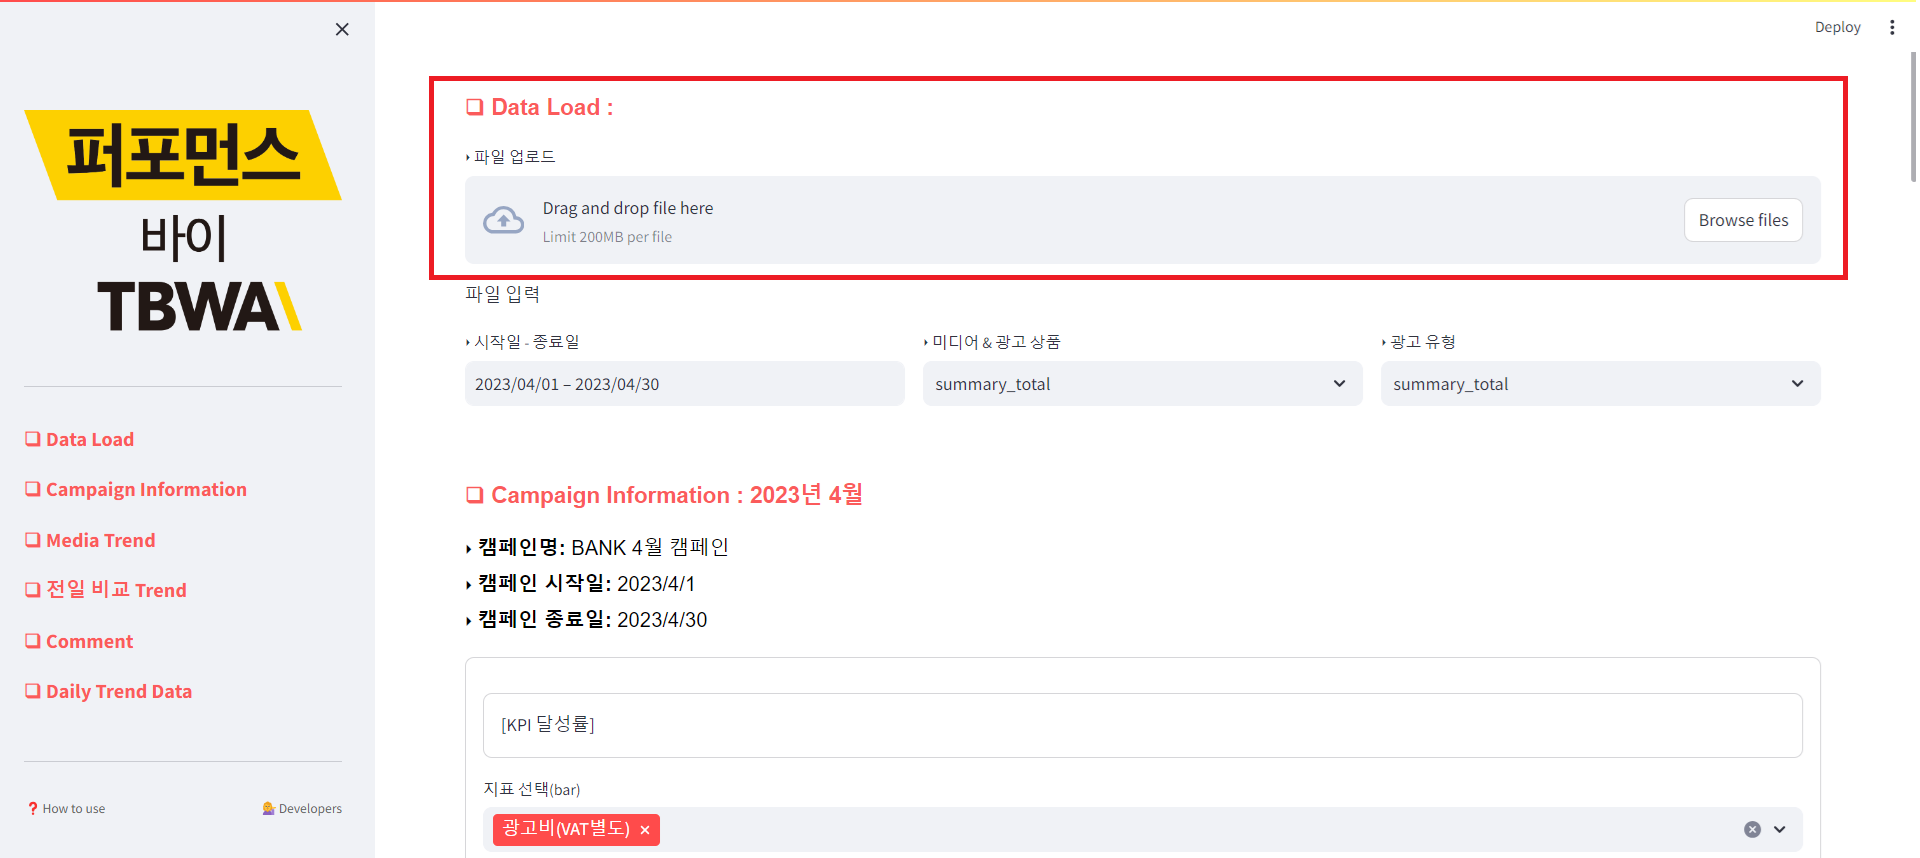 Deploy
퍼포먼스
바이
TBWA\
❏ Data Load
❏ Campaign Information
❏ Media Trend
❏ 전일 비교 Trend
❏ Comment
❏ Daily Trend Data
❓ How to use
💁 Developers
❏ Data Load :
‣ 파일 업로드
Drag and drop file here
Limit 200MB per file
Browse files
파일 입력
‣ 시작일 - 종료일
‣ 미디어 & 광고 상품
‣ 광고 유형
2023/04/01 – 2023/04/30
summary_total
summary_total
❏ Campaign Information : 2023년 4월
‣ 캠페인명: BANK 4월 캠페인
‣ 캠페인 시작일: 2023/4/1
‣ 캠페인 종료일: 2023/4/30
[KPI 달성률]
지표 선택(bar)
광고비(VAT별도) ×